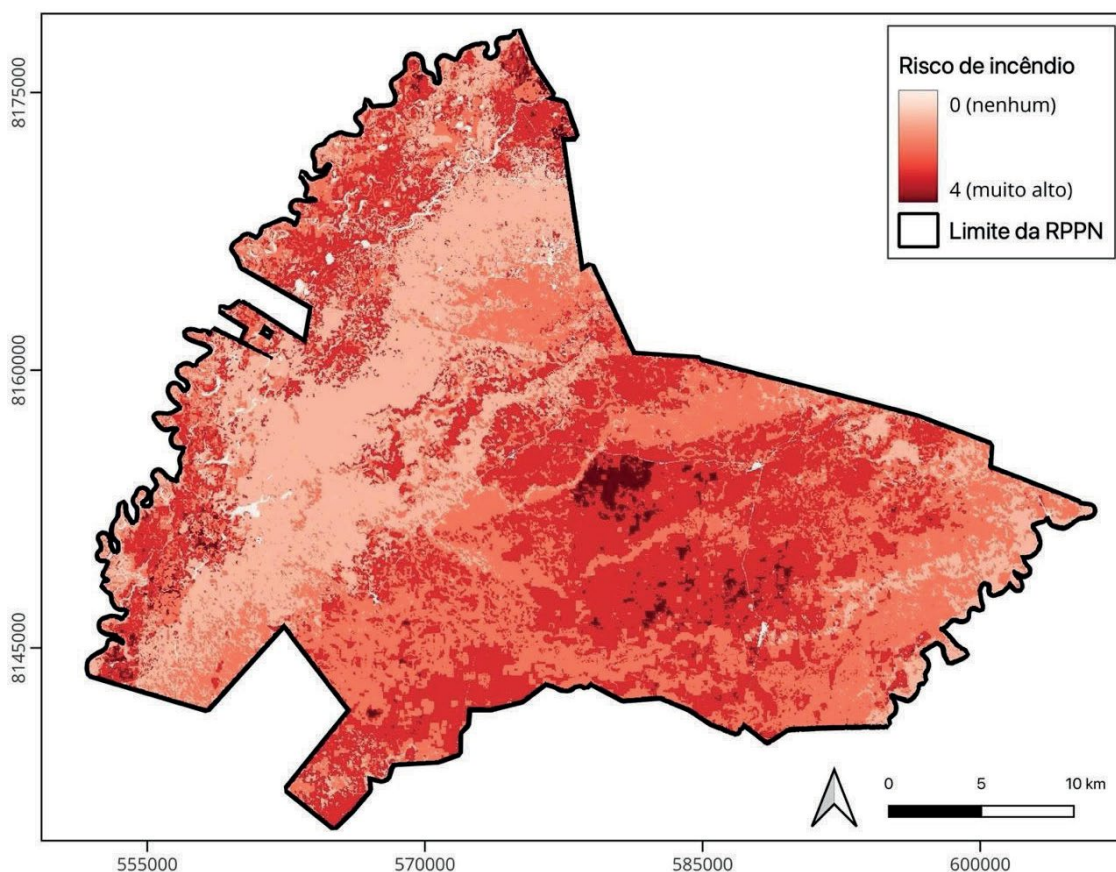 8175000
8160000
8145000
Risco de incêndio
0 (nenhum)
4 (muito alto)
Limite da RPPN
0 5 10 km
555000 570000 585000 600000